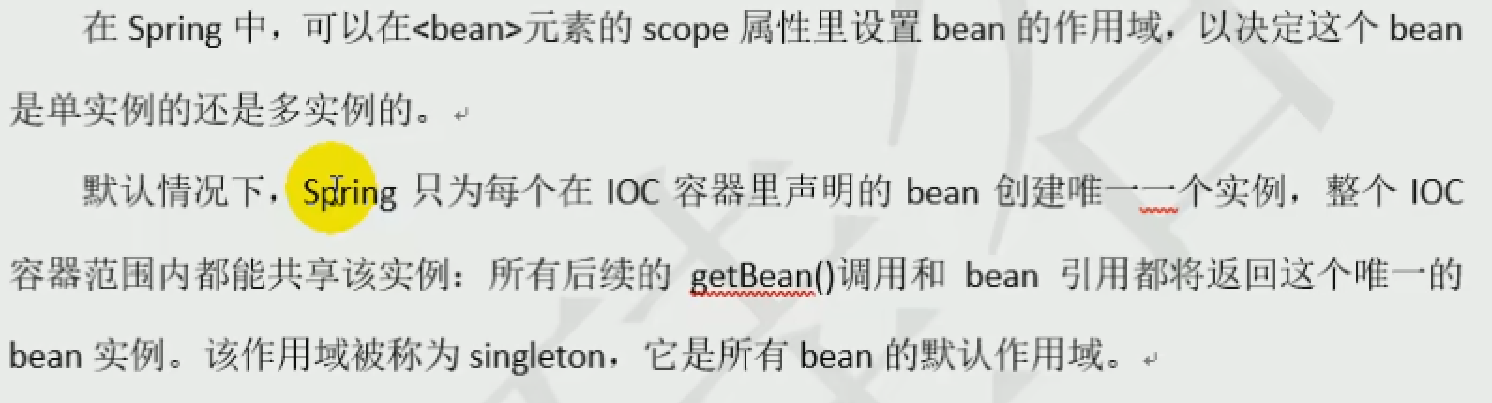 在 Spring 中，可以在<bean>元素的 scope 属性里设置 bean 的作用域，以决定这个 bean
是单实例的还是多实例的。
默认情况下，Spring 只为每个在 IOC 容器里声明的 bean 创建唯一一个实例，整个 IOC
容器范围内都能共享该实例：所有后续的 getBean()调用和 bean 引用都将返回这个唯一的
bean 实例。该作用域被称为 singleton，它是所有 bean 的默认作用域。